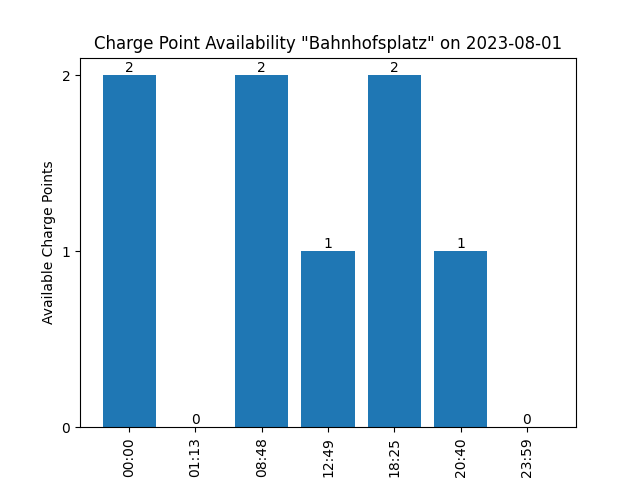 Charge Point Availability "Bahnhofsplatz" on 2023-08-01
2 0 2 1 2 1 0
2
1
0
Available Charge Points
00:00 01:13 08:48 12:49 18:25 20:40 23:59